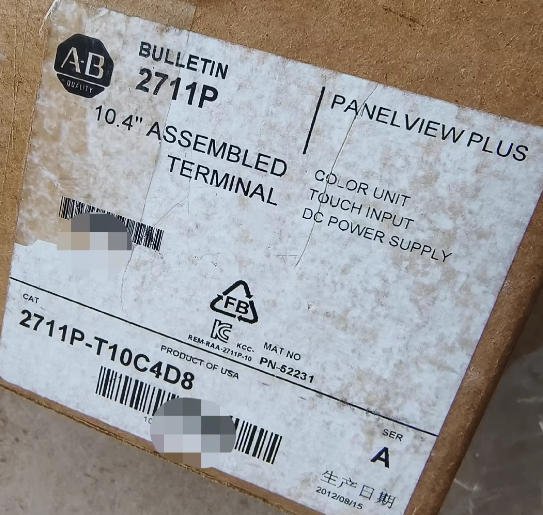 A-B
QUALITY
BULLETIN
2711P
PANELVIEW PLUS
10.4" ASSEMBLED
TERMINAL
COLOR UNIT
TOUCH INPUT
DC POWER SUPPLY
FB
KCC-
REM-RAA-2711P-10
MAT NO
PN-52231
CAT
2711P-T10C4D8
PRODUCT OF USA
10
SER
A
生产日期
2012/08/15